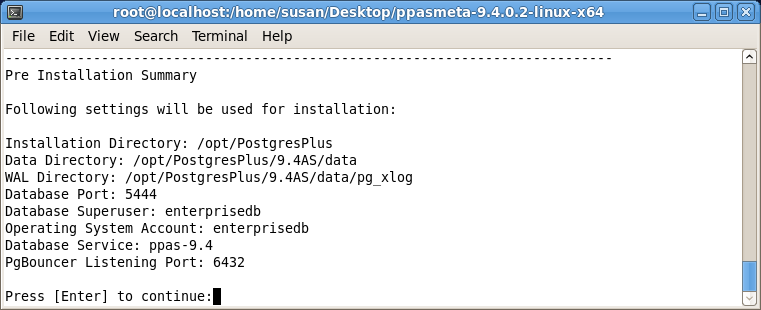 root@localhost:/home/susan/Desktop/ppasmeta-9.4.0.2-linux-x64
File Edit View Search Terminal Help
----------------------------------------------------------------------------
Pre Installation Summary
Following settings will be used for installation:
Installation Directory: /opt/PostgresPlus
Data Directory: /opt/PostgresPlus/9.4AS/data
WAL Directory: /opt/PostgresPlus/9.4AS/data/pg_xlog
Database Port: 5444
Database Superuser: enterprisedb
Operating System Account: enterprisedb
Database Service: ppas-9.4
PgBouncer Listening Port: 6432
Press [Enter] to continue: